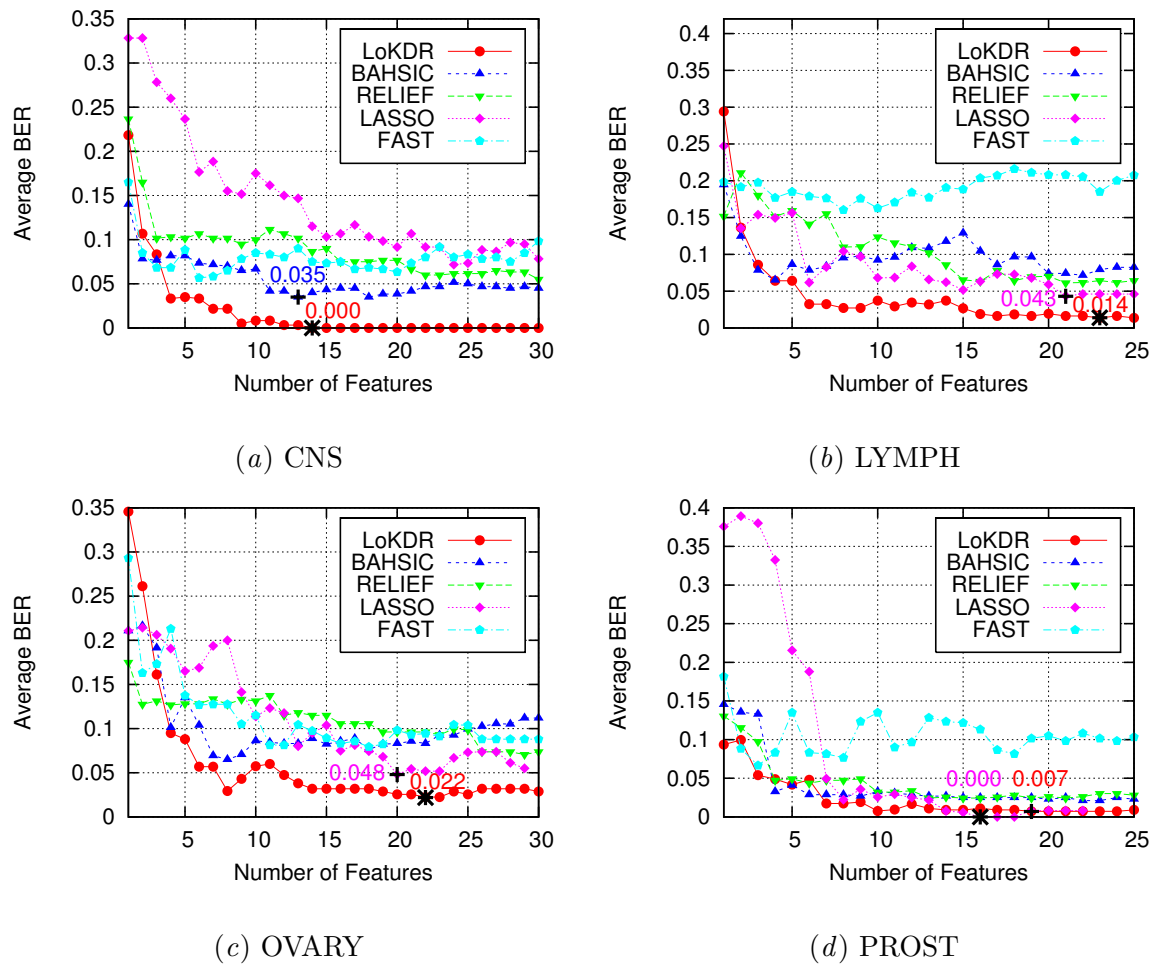 0.35
0.3
0.25
0.2
0.15
0.1
0.05
0
Average BER
LoKDR
BAHSIC
RELIEF
LASSO
FAST
0.035
0.000
5 10 15 20 25 30
Number of Features
(a) CNS
0.4
0.35
0.3
0.25
0.2
0.15
0.1
0.05
0
Average BER
LoKDR
BAHSIC
RELIEF
LASSO
FAST
0.043
0.014
5 10 15 20 25
Number of Features
(b) LYMPH
0.35
0.3
0.25
0.2
0.15
0.1
0.05
0
Average BER
LoKDR
BAHSIC
RELIEF
LASSO
FAST
0.048
0.022
5 10 15 20 25 30
Number of Features
(c) OVARY
0.4
0.35
0.3
0.25
0.2
0.15
0.1
0.05
0
Average BER
LoKDR
BAHSIC
RELIEF
LASSO
FAST
0.000 0.007
5 10 15 20 25
Number of Features
(d) PROST